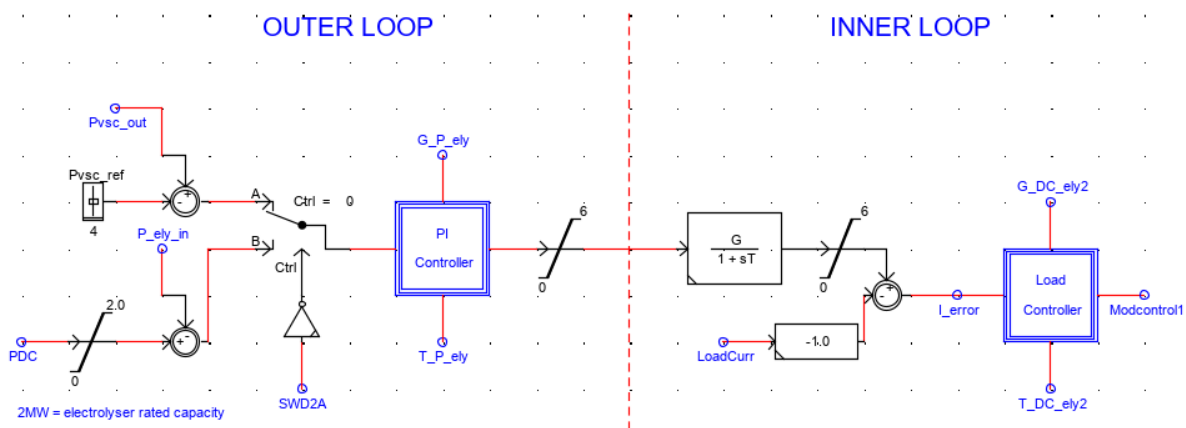 OUTER LOOP
INNER LOOP
Pvsc_out
Pvsc_ref
4
+
-
A
Ctrl = 0
G_P_ely
PI
Controller
T_P_ely
6
0
P_ely_in
B
Ctrl
PDC
2.0
0
+
-
SWD2A
2MW = electrolyser rated capacity
G
1 + sT
6
0
+
-
LoadCurr
-1.0
I_error
G_DC_ely2
Load
Controller
Modcontrol1
T_DC_ely2